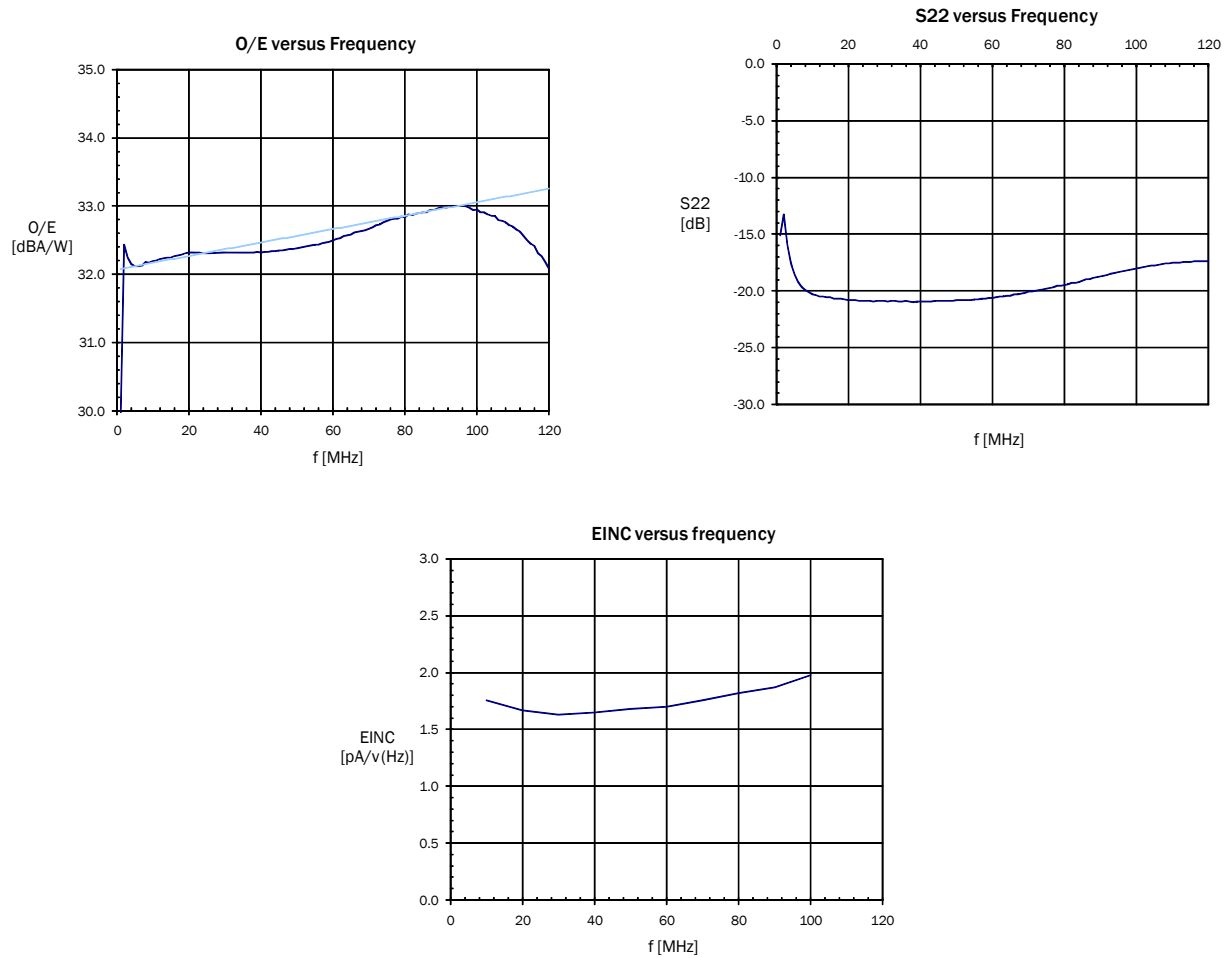 O/E versus Frequency
35.0
34.0
33.0
32.0
31.0
30.0
O/E
[dBA/W]
0 20 40 60 80 100 120
f [MHz]
S22 versus Frequency
0 20 40 60 80 100 120
0.0
-5.0
-10.0
-15.0
-20.0
-25.0
-30.0
S22
[dB]
f [MHz]
EINC versus frequency
3.0
2.5
2.0
1.5
1.0
0.5
0.0
EINC
[pA/v(Hz)]
0 20 40 60 80 100 120
f [MHz]